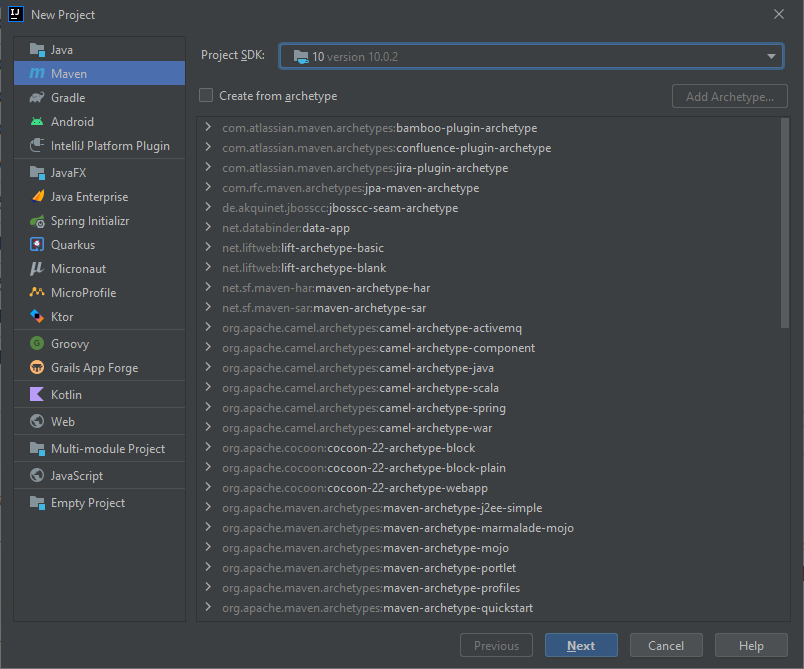 IJ
New Project
Java
Maven
Gradle
Android
IntelliJ Platform Plugin
JavaFX
Java Enterprise
Spring Initializr
Quarkus
Micronaut
MicroProfile
Ktor
Groovy
Grails App Forge
Kotlin
Web
Multi-module Project
JavaScript
Empty Project
Project SDK: 10 version 10.0.2
Create from archetype Add Archetype...
com.atlassian.maven.archetypes:bamboo-plugin-archetype
com.atlassian.maven.archetypes:confluence-plugin-archetype
com.atlassian.maven.archetypes:jira-plugin-archetype
com.rfc.maven.archetypes:jpa-maven-archetype
de.akquinet.jbosscc:jbosscc-seam-archetype
net.databinder:data-app
net.liftweb:lift-archetype-basic
net.liftweb:lift-archetype-blank
net.sf.maven-har:maven-archetype-har
net.sf.maven-sar:maven-archetype-sar
org.apache.camel.archetypes:camel-archetype-activemq
org.apache.camel.archetypes:camel-archetype-component
org.apache.camel.archetypes:camel-archetype-java
org.apache.camel.archetypes:camel-archetype-scala
org.apache.camel.archetypes:camel-archetype-spring
org.apache.camel.archetypes:camel-archetype-war
org.apache.cocoon:cocoon-22-archetype-block
org.apache.cocoon:cocoon-22-archetype-block-plain
org.apache.cocoon:cocoon-22-archetype-webapp
org.apache.maven.archetypes:maven-archetype-j2ee-simple
org.apache.maven.archetypes:maven-archetype-marmalade-mojo
org.apache.maven.archetypes:maven-archetype-mojo
org.apache.maven.archetypes:maven-archetype-portlet
org.apache.maven.archetypes:maven-archetype-profiles
org.apache.maven.archetypes:maven-archetype-quickstart
Previous Next Cancel Help